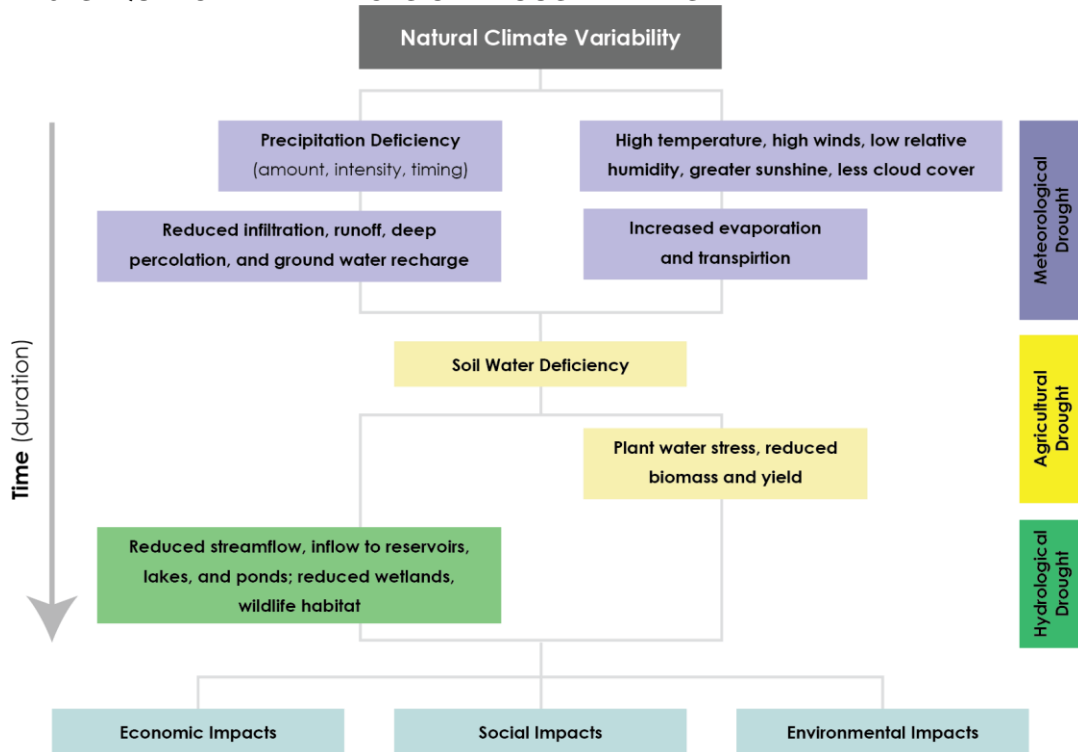 Natural Climate Variability
Precipitation Deficiency
(amount, intensity, timing)
High temperature, high winds, low relative
humidity, greater sunshine, less cloud cover
Reduced infiltration, runoff, deep
percolation, and ground water recharge
Increased evaporation
and transpirtion
Meteorological
Drought
Soil Water Deficiency
Plant water stress, reduced
biomass and yield
Agricultural
Drought
Time (duration)
Reduced streamflow, inflow to reservoirs,
lakes, and ponds; reduced wetlands,
wildlife habitat
Hydrological
Drought
Economic Impacts
Social Impacts
Environmental Impacts